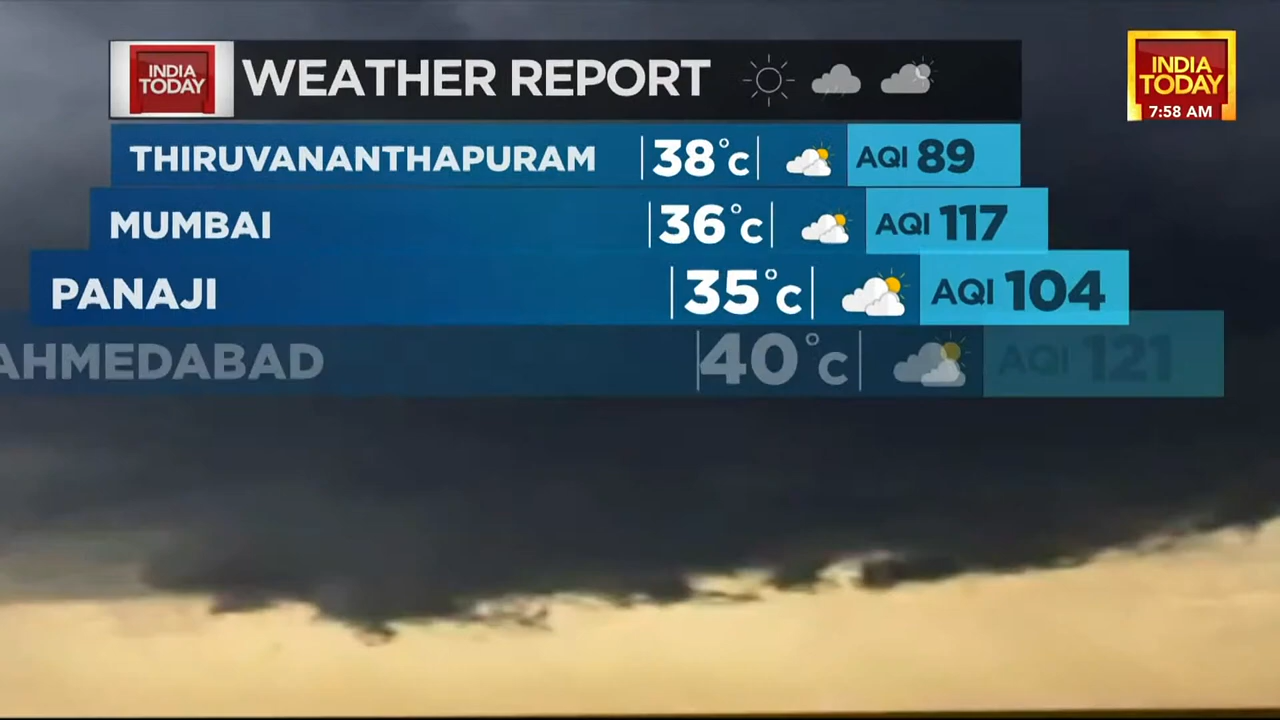 INDIA TODAY WEATHER REPORT
INDIA TODAY
7:58 AM
THIRUVANANTHAPURAM 38°c AQI 89
MUMBAI 36°c AQI 117
PANAJI 35°c AQI 104
AHMEDABAD 40°c AQI 121